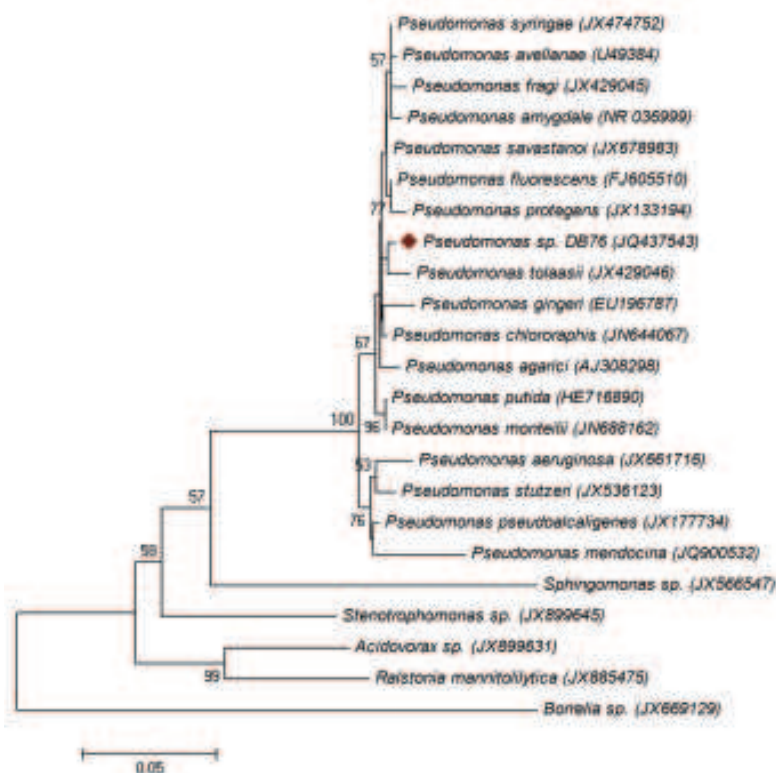 Pseudomonas syringae (JX474752)
57
Pseudomonas avellanae (U49384)
Pseudomonas fragi (JX429045)
Pseudomonas amygdale (NR 036999)
Pseudomonas savastanoi (JX678983)
Pseudomonas fluorescens (FJ605510)
77
Pseudomonas protegens (JX133194)
Pseudomonas sp. DB76 (JQ437543)
Pseudomonas tolaasii (JX429046)
Pseudomonas gingeri (EU196787)
Pseudomonas chlororaphis (JN644067)
67
Pseudomonas agarici (AJ308298)
Pseudomonas putida (HE716890)
100
96
Pseudomonas monteilii (JN688162)
Pseudomonas aeruginosa (JX661716)
53
Pseudomonas stutzeri (JX536123)
57
76
Pseudomonas pseudoalcaligenes (JX177734)
Pseudomonas mendocina (JQ900532)
59
Sphingomonas sp. (JX566547)
Stenotrophomonas sp. (JX899645)
Acidovorax sp. (JX899631)
99
Ralstonia mannitolilytica (JX885475)
Borrelia sp. (JX669129)
0.05